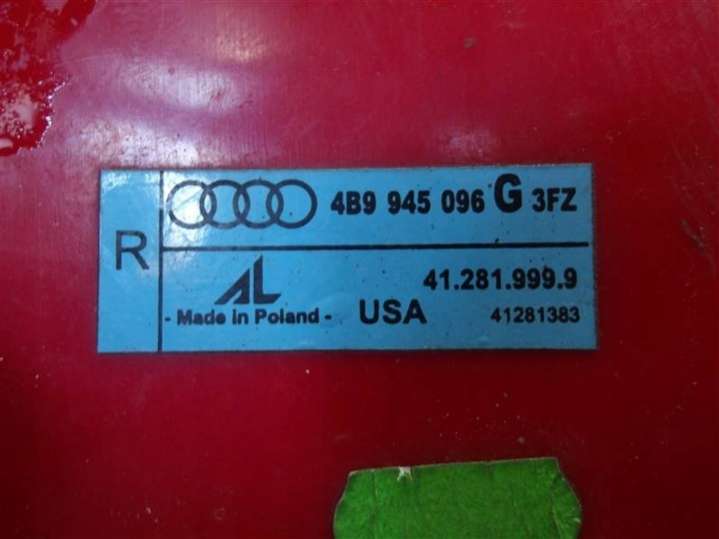 R
4B9 945 096 G 3FZ
AL
- Made in Poland - USA
41.281.999.9
41281383